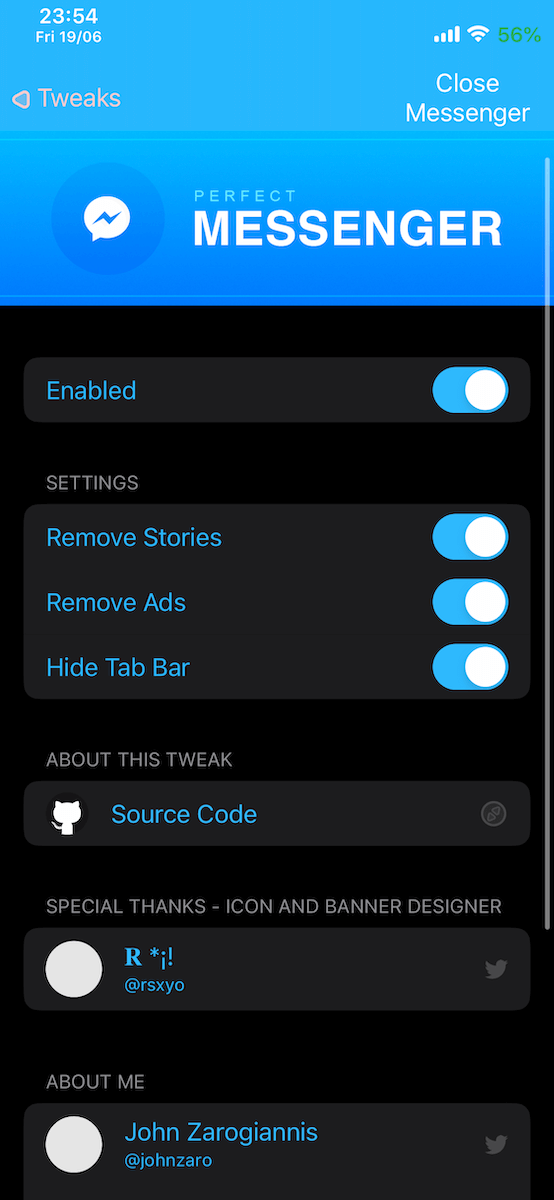 23:54
Fri 19/06
56%
Tweaks
Close
Messenger
PERFECT
MESSENGER
Enabled
SETTINGS
Remove Stories
Remove Ads
Hide Tab Bar
ABOUT THIS TWEAK
Source Code
SPECIAL THANKS - ICON AND BANNER DESIGNER
𝐑 *¡!
@rsxyo
ABOUT ME
John Zarogiannis
@johnzaro